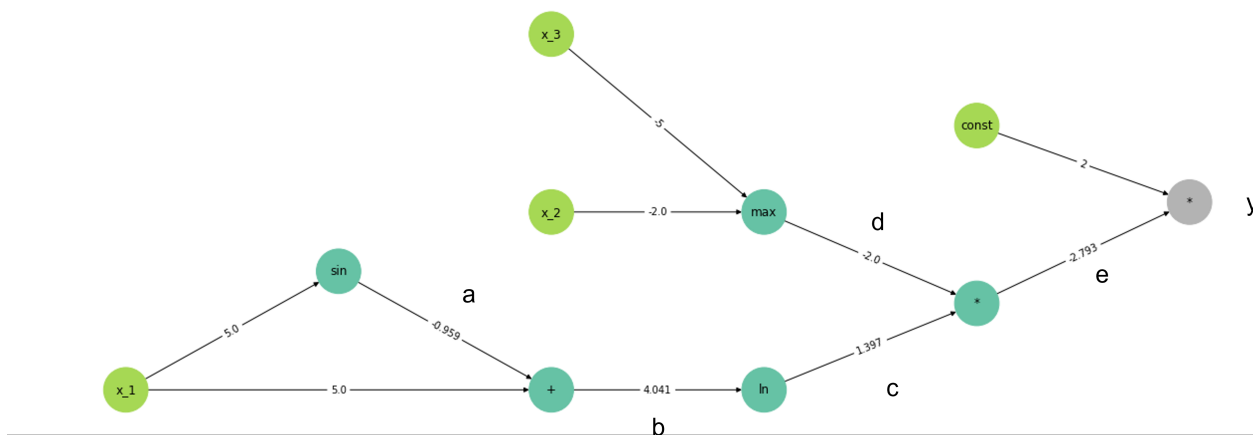 x_3
const
-5
2
x_2
-2.0
max
*
y
d
-2.0
-2.793
sin
a
e
5.0
-0.959
*
1.397
x_1
5.0
+
4.041
ln
c
b